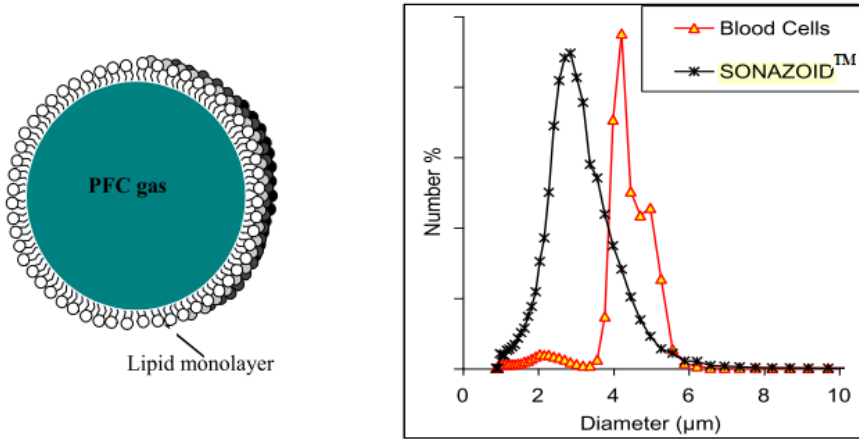 PFC gas
Lipid monolayer
Blood Cells
SONAZOID™
Number %
0 2 4 6 8 10
Diameter (µm)